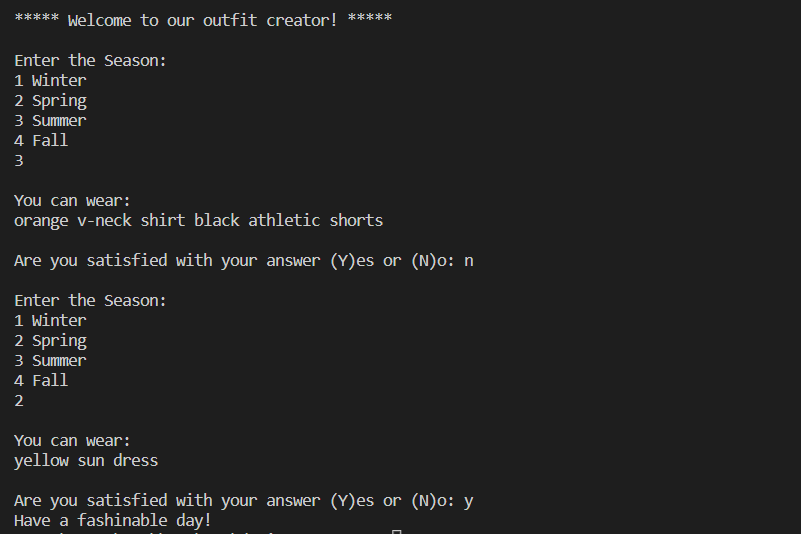 ***** Welcome to our outfit creator! *****
Enter the Season:
1 Winter
2 Spring
3 Summer
4 Fall
3
You can wear:
orange v-neck shirt black athletic shorts
Are you satisfied with your answer (Y)es or (N)o: n
Enter the Season:
1 Winter
2 Spring
3 Summer
4 Fall
2
You can wear:
yellow sun dress
Are you satisfied with your answer (Y)es or (N)o: y
Have a fashinable day!